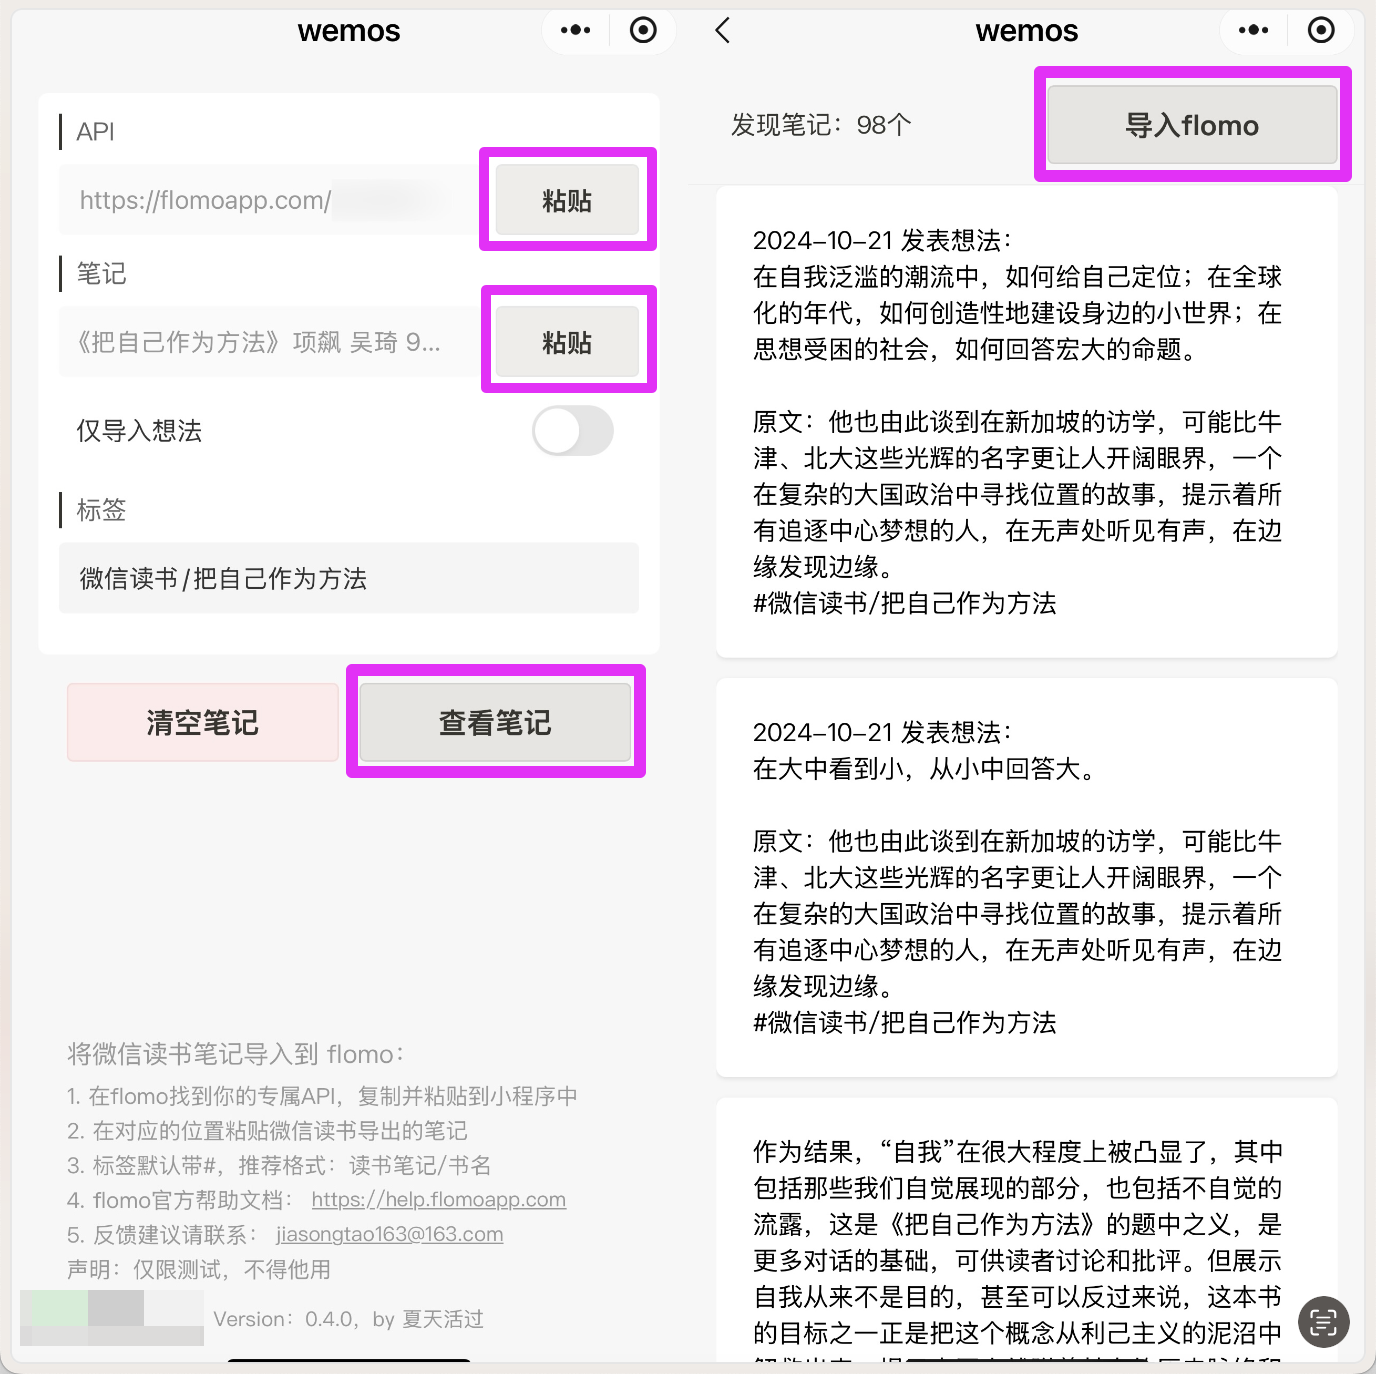 wemos
API
https://flomoapp.com/
粘贴
笔记
《把自己作为方法》项飙 吴琦 9...
粘贴
仅导入想法
标签
微信读书/把自己作为方法
清空笔记
查看笔记
将微信读书笔记导入到 flomo：
1. 在flomo找到你的专属API，复制并粘贴到小程序中
2. 在对应的位置粘贴微信读书导出的笔记
3. 标签默认带#，推荐格式：读书笔记/书名
4. flomo官方帮助文档： https://help.flomoapp.com
5. 反馈建议请联系： jiasongtao163@163.com
声明：仅限测试，不得他用
Version：0.4.0，by 夏天活过
wemos
发现笔记：98个
导入flomo
2024-10-21 发表想法：
在自我泛滥的潮流中，如何给自己定位；在全球
化的年代，如何创造性地建设身边的小世界；在
思想受困的社会，如何回答宏大的命题。
原文：他也由此谈到在新加坡的访学，可能比牛
津、北大这些光辉的名字更让人开阔眼界，一个
在复杂的大国政治中寻找位置的故事，提示着所
有追逐中心梦想的人，在无声处听见有声，在边
缘发现边缘。
#微信读书/把自己作为方法
2024-10-21 发表想法：
在大中看到小，从小中回答大。
原文：他也由此谈到在新加坡的访学，可能比牛
津、北大这些光辉的名字更让人开阔眼界，一个
在复杂的大国政治中寻找位置的故事，提示着所
有追逐中心梦想的人，在无声处听见有声，在边
缘发现边缘。
#微信读书/把自己作为方法
作为结果，“自我”在很大程度上被凸显了，其中
包括那些我们自觉展现的部分，也包括不自觉的
流露，这是《把自己作为方法》的题中之义，是
更多对话的基础，可供读者讨论和批评。但展示
自我从来不是目的，甚至可以反过来说，这本书
的目标之一正是把这个概念从利己主义的泥沼中